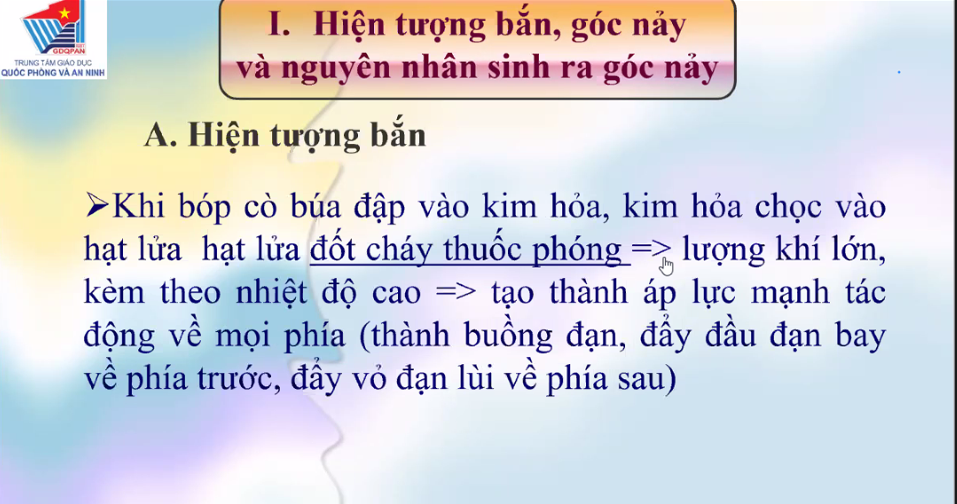 GDQPAN
TRUNG TÂM GIÁO DỤC
QUỐC PHÒNG VÀ AN NINH
I. Hiện tượng bắn, góc nảy
và nguyên nhân sinh ra góc nảy
A. Hiện tượng bắn
➢Khi bóp cò búa đập vào kim hỏa, kim hỏa chọc vào
hạt lửa hạt lửa đốt cháy thuốc phóng => lượng khí lớn,
kèm theo nhiệt độ cao => tạo thành áp lực mạnh tác
động về mọi phía (thành buồng đạn, đẩy đầu đạn bay
về phía trước, đẩy vỏ đạn lùi về phía sau)